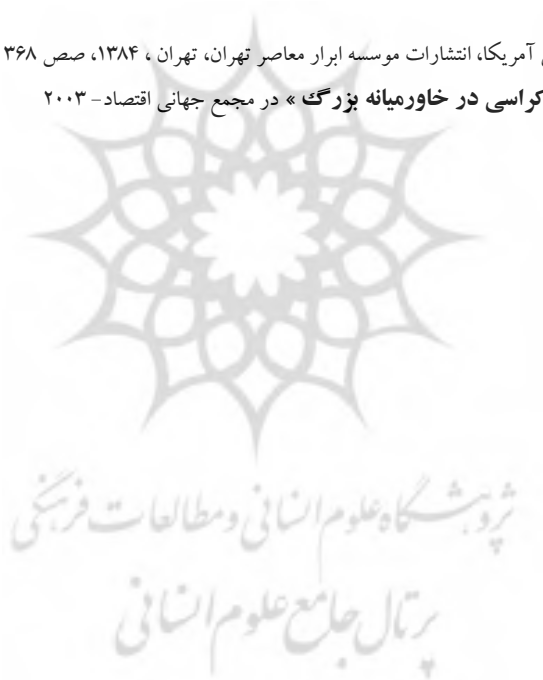 آمریکا، انتشارات موسسه ابرار معاصر تهران، تهران ، ۱۳۸۴، صص ۳۶۸
کراسی در خاورمیانه بزرگ » در مجمع جهانی اقتصاد- ۲۰۰۳
پژوهشگاه علوم انسانی و مطالعات فرهنگی
پرتال جامع علوم انسانی